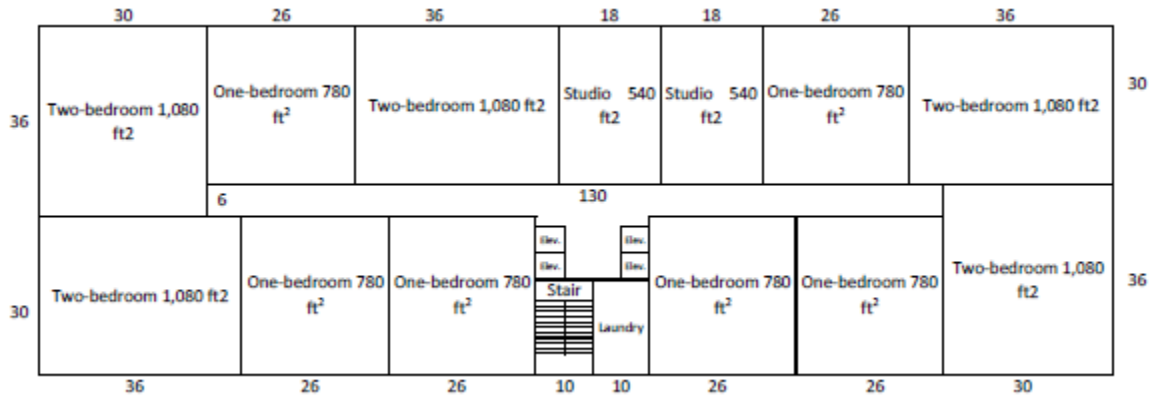 30 26 36 18 18 26 36
Two-bedroom 1,080
ft2
One-bedroom 780
ft²
Two-bedroom 1,080 ft2
Studio 540
ft2
Studio 540
ft2
One-bedroom 780
ft²
Two-bedroom 1,080 ft2
30
36
6
130
Two-bedroom 1,080 ft2
One-bedroom 780
ft²
One-bedroom 780
ft²
Elev.
Elev.
Elev.
Elev.
Stair
Laundry
One-bedroom 780
ft²
One-bedroom 780
ft²
Two-bedroom 1,080
ft2
36
30
36 26 26 10 10 26 26 30